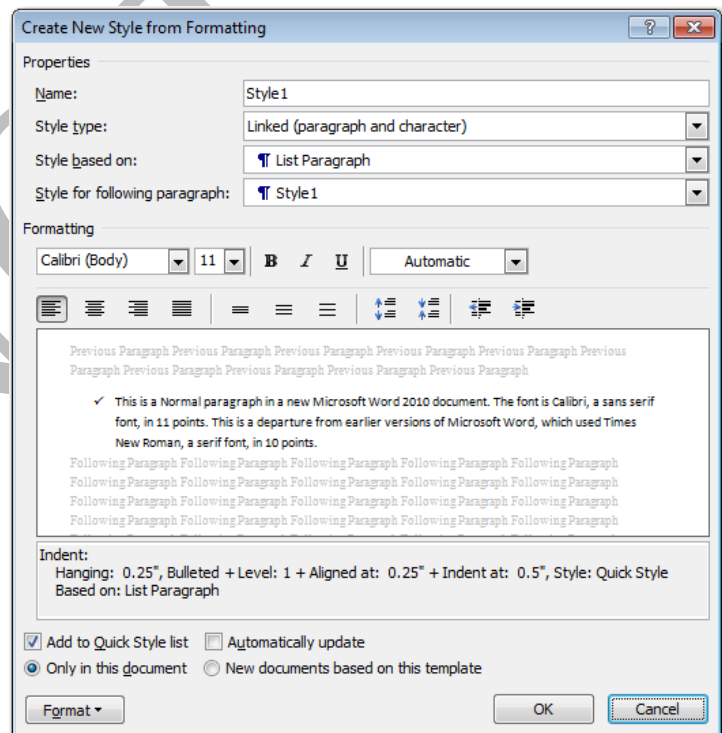 Create New Style from Formatting
Properties
Name: Style1
Style type: Linked (paragraph and character)
Style based on: ¶ List Paragraph
Style for following paragraph: ¶ Style1
Formatting
Calibri (Body) 11 B I U Automatic
Previous Paragraph Previous Paragraph Previous Paragraph Previous Paragraph Previous Paragraph Previous
Paragraph Previous Paragraph Previous Paragraph Previous Paragraph Previous Paragraph
✓ This is a Normal paragraph in a new Microsoft Word 2010 document. The font is Calibri, a sans serif
font, in 11 points. This is a departure from earlier versions of Microsoft Word, which used Times
New Roman, a serif font, in 10 points.
Following Paragraph Following Paragraph Following Paragraph Following Paragraph Following Paragraph
Following Paragraph Following Paragraph Following Paragraph Following Paragraph Following Paragraph
Following Paragraph Following Paragraph Following Paragraph Following Paragraph Following Paragraph
Following Paragraph Following Paragraph Following Paragraph Following Paragraph Following Paragraph
Indent:
Hanging: 0.25", Bulleted + Level: 1 + Aligned at: 0.25" + Indent at: 0.5", Style: Quick Style
Based on: List Paragraph
Add to Quick Style list Automatically update
Only in this document New documents based on this template
Format OK Cancel